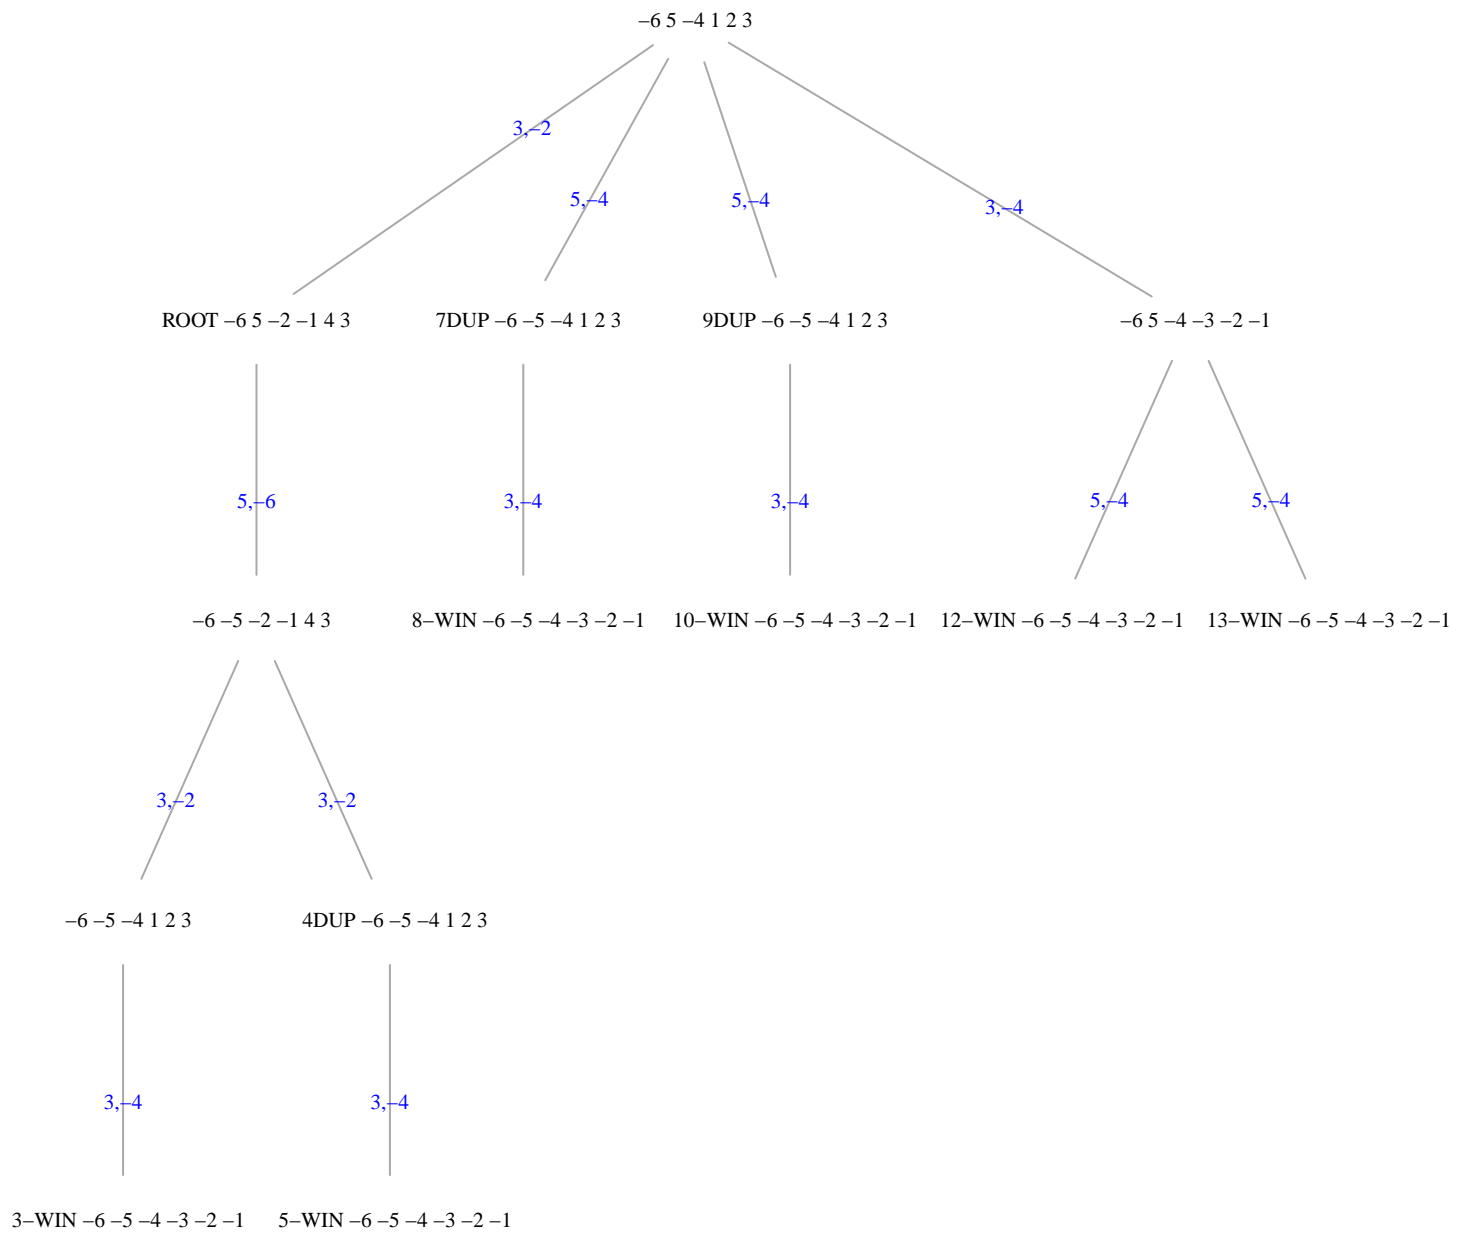 –6 5 –4 1 2 3
3,–2
5,–4
5,–4
3,–4
ROOT –6 5 –2 –1 4 3
7DUP –6 –5 –4 1 2 3
9DUP –6 –5 –4 1 2 3
–6 5 –4 –3 –2 –1
5,–6
3,–4
3,–4
5,–4
5,–4
–6 –5 –2 –1 4 3
8–WIN –6 –5 –4 –3 –2 –1
10–WIN –6 –5 –4 –3 –2 –1
12–WIN –6 –5 –4 –3 –2 –1
13–WIN –6 –5 –4 –3 –2 –1
3,–2
3,–2
–6 –5 –4 1 2 3
4DUP –6 –5 –4 1 2 3
3,–4
3,–4
3–WIN –6 –5 –4 –3 –2 –1
5–WIN –6 –5 –4 –3 –2 –1